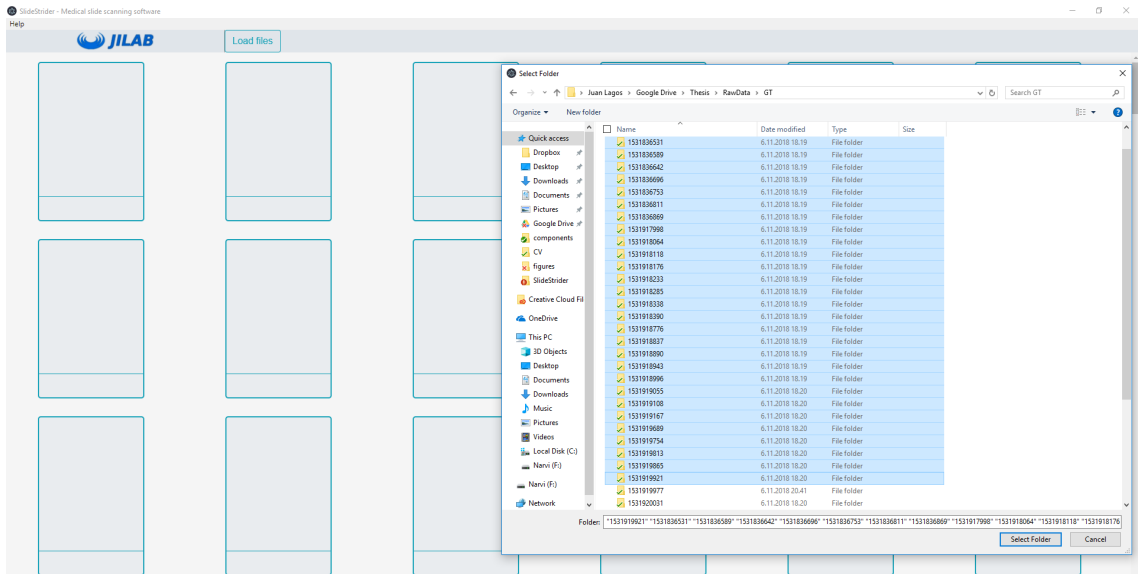 SlideStrider - Medical slide scanning software
Help
JILAB
Load files
Select Folder
Juan Lagos › Google Drive › Thesis › RawData › GT
Search GT
Organize New folder
Quick access
Dropbox
Desktop
Downloads
Documents
Pictures
Google Drive
components
CV
figures
SlideStrider
Creative Cloud Fil
OneDrive
This PC
3D Objects
Desktop
Documents
Downloads
Music
Pictures
Videos
Local Disk (C:)
Narvi (F:)
Narvi (F:)
Network
Name Date modified Type Size
1531836531 6.11.2018 18.19 File folder
1531836589 6.11.2018 18.19 File folder
1531836642 6.11.2018 18.19 File folder
1531836696 6.11.2018 18.19 File folder
1531836753 6.11.2018 18.19 File folder
1531836811 6.11.2018 18.19 File folder
1531836869 6.11.2018 18.19 File folder
1531917998 6.11.2018 18.19 File folder
1531918064 6.11.2018 18.19 File folder
1531918118 6.11.2018 18.19 File folder
1531918176 6.11.2018 18.19 File folder
1531918233 6.11.2018 18.19 File folder
1531918285 6.11.2018 18.19 File folder
1531918338 6.11.2018 18.19 File folder
1531918390 6.11.2018 18.19 File folder
1531918776 6.11.2018 18.19 File folder
1531918837 6.11.2018 18.19 File folder
1531918890 6.11.2018 18.19 File folder
1531918943 6.11.2018 18.19 File folder
1531918996 6.11.2018 18.19 File folder
1531919055 6.11.2018 18.20 File folder
1531919108 6.11.2018 18.20 File folder
1531919167 6.11.2018 18.20 File folder
1531919689 6.11.2018 18.20 File folder
1531919754 6.11.2018 18.20 File folder
1531919813 6.11.2018 18.20 File folder
1531919865 6.11.2018 18.20 File folder
1531919921 6.11.2018 18.20 File folder
1531919977 6.11.2018 20.41 File folder
1531920031 6.11.2018 18.20 File folder
Folder: "1531919921" "1531836531" "1531836589" "1531836642" "1531836696" "1531836753" "1531836811" "1531836869" "1531917998" "1531918064" "1531918118" "1531918176
Select Folder Cancel